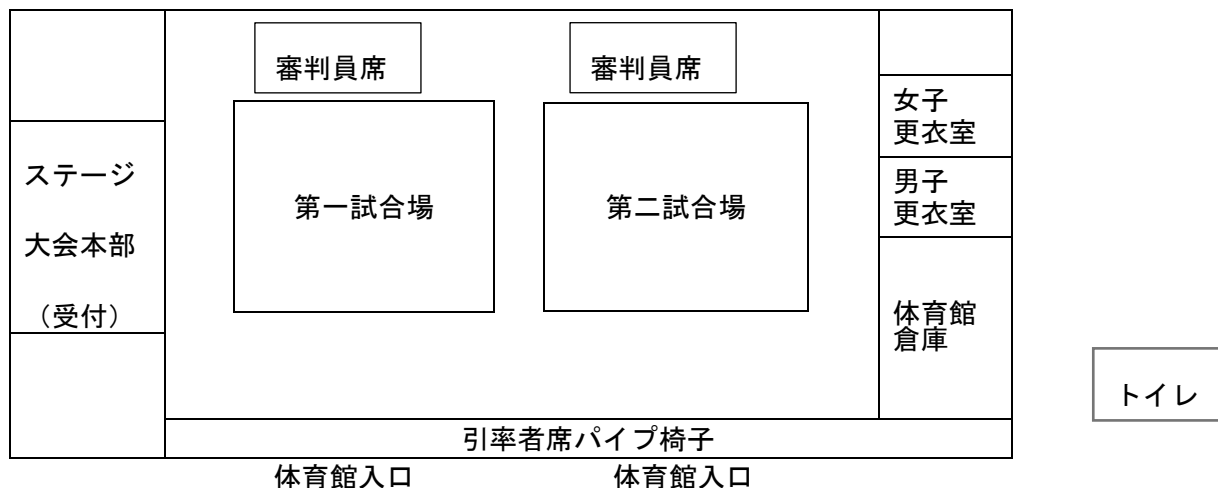 審判員席
審判員席
女子
更衣室
ステージ
男子
更衣室
第一試合場
第二試合場
大会本部
（受付）
体育館
倉庫
トイレ
引率者席パイプ椅子
体育館入口
体育館入口